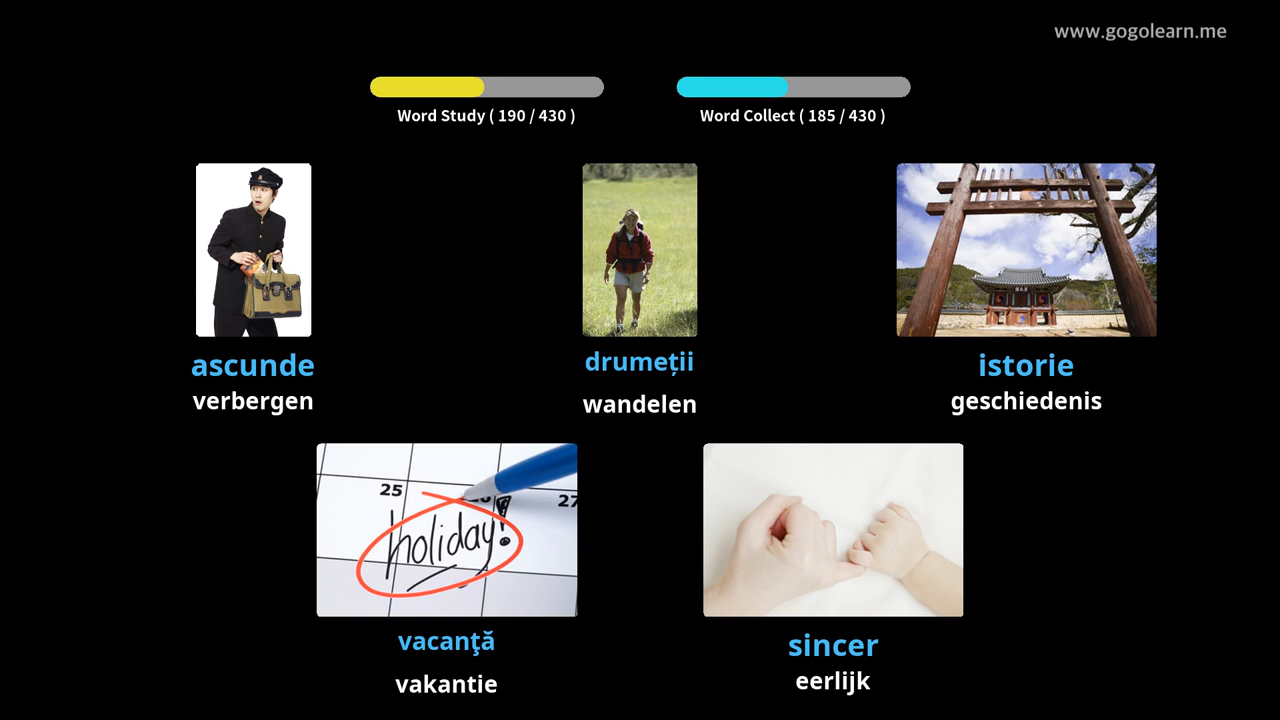 www.gogolearn.me
Word Study ( 190 / 430 )
Word Collect ( 185 / 430 )
ascunde
verbergen
drumeții
wandelen
istorie
geschiedenis
25
27
holiday!
vacanţă
vakantie
sincer
eerlijk